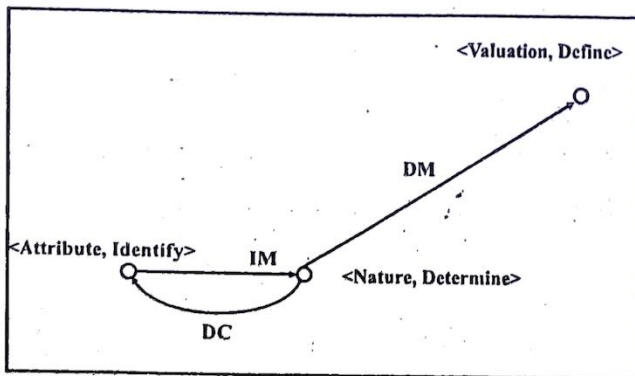 <Valuation, Define>
DM
<Attribute, Identify>
IM
<Nature, Determine>
DC